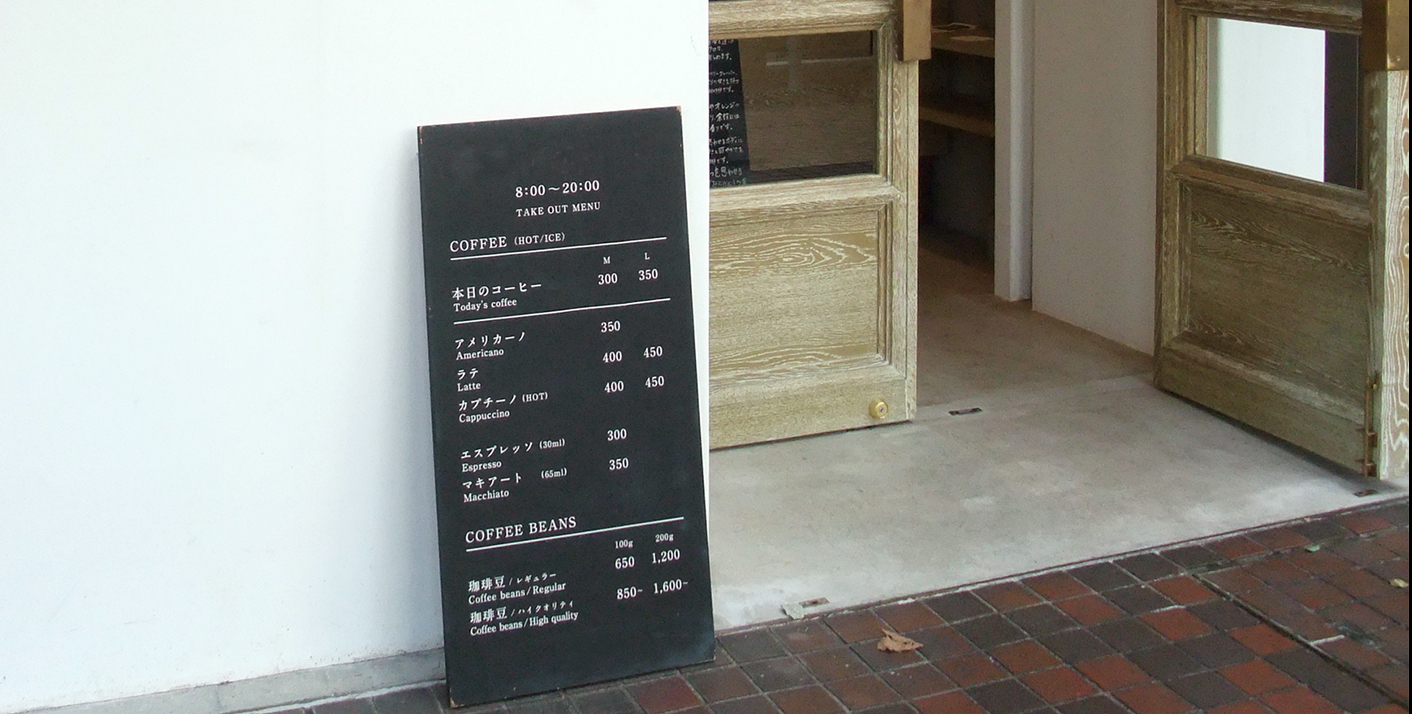 8:00〜20:00
TAKE OUT MENU
COFFEE (HOT/ICE)
M L
本日のコーヒー 300 350
Today's coffee
アメリカーノ 350
Americano
ラテ 400 450
Latte
カプチーノ (HOT) 400 450
Cappuccino
エスプレッソ (30ml) 300
Espresso
マキアート (65ml) 350
Macchiato
COFFEE BEANS
100g 200g
珈琲豆 / レギュラー 650 1,200
Coffee beans / Regular
珈琲豆 / ハイクオリティ 850~ 1,600~
Coffee beans / High quality